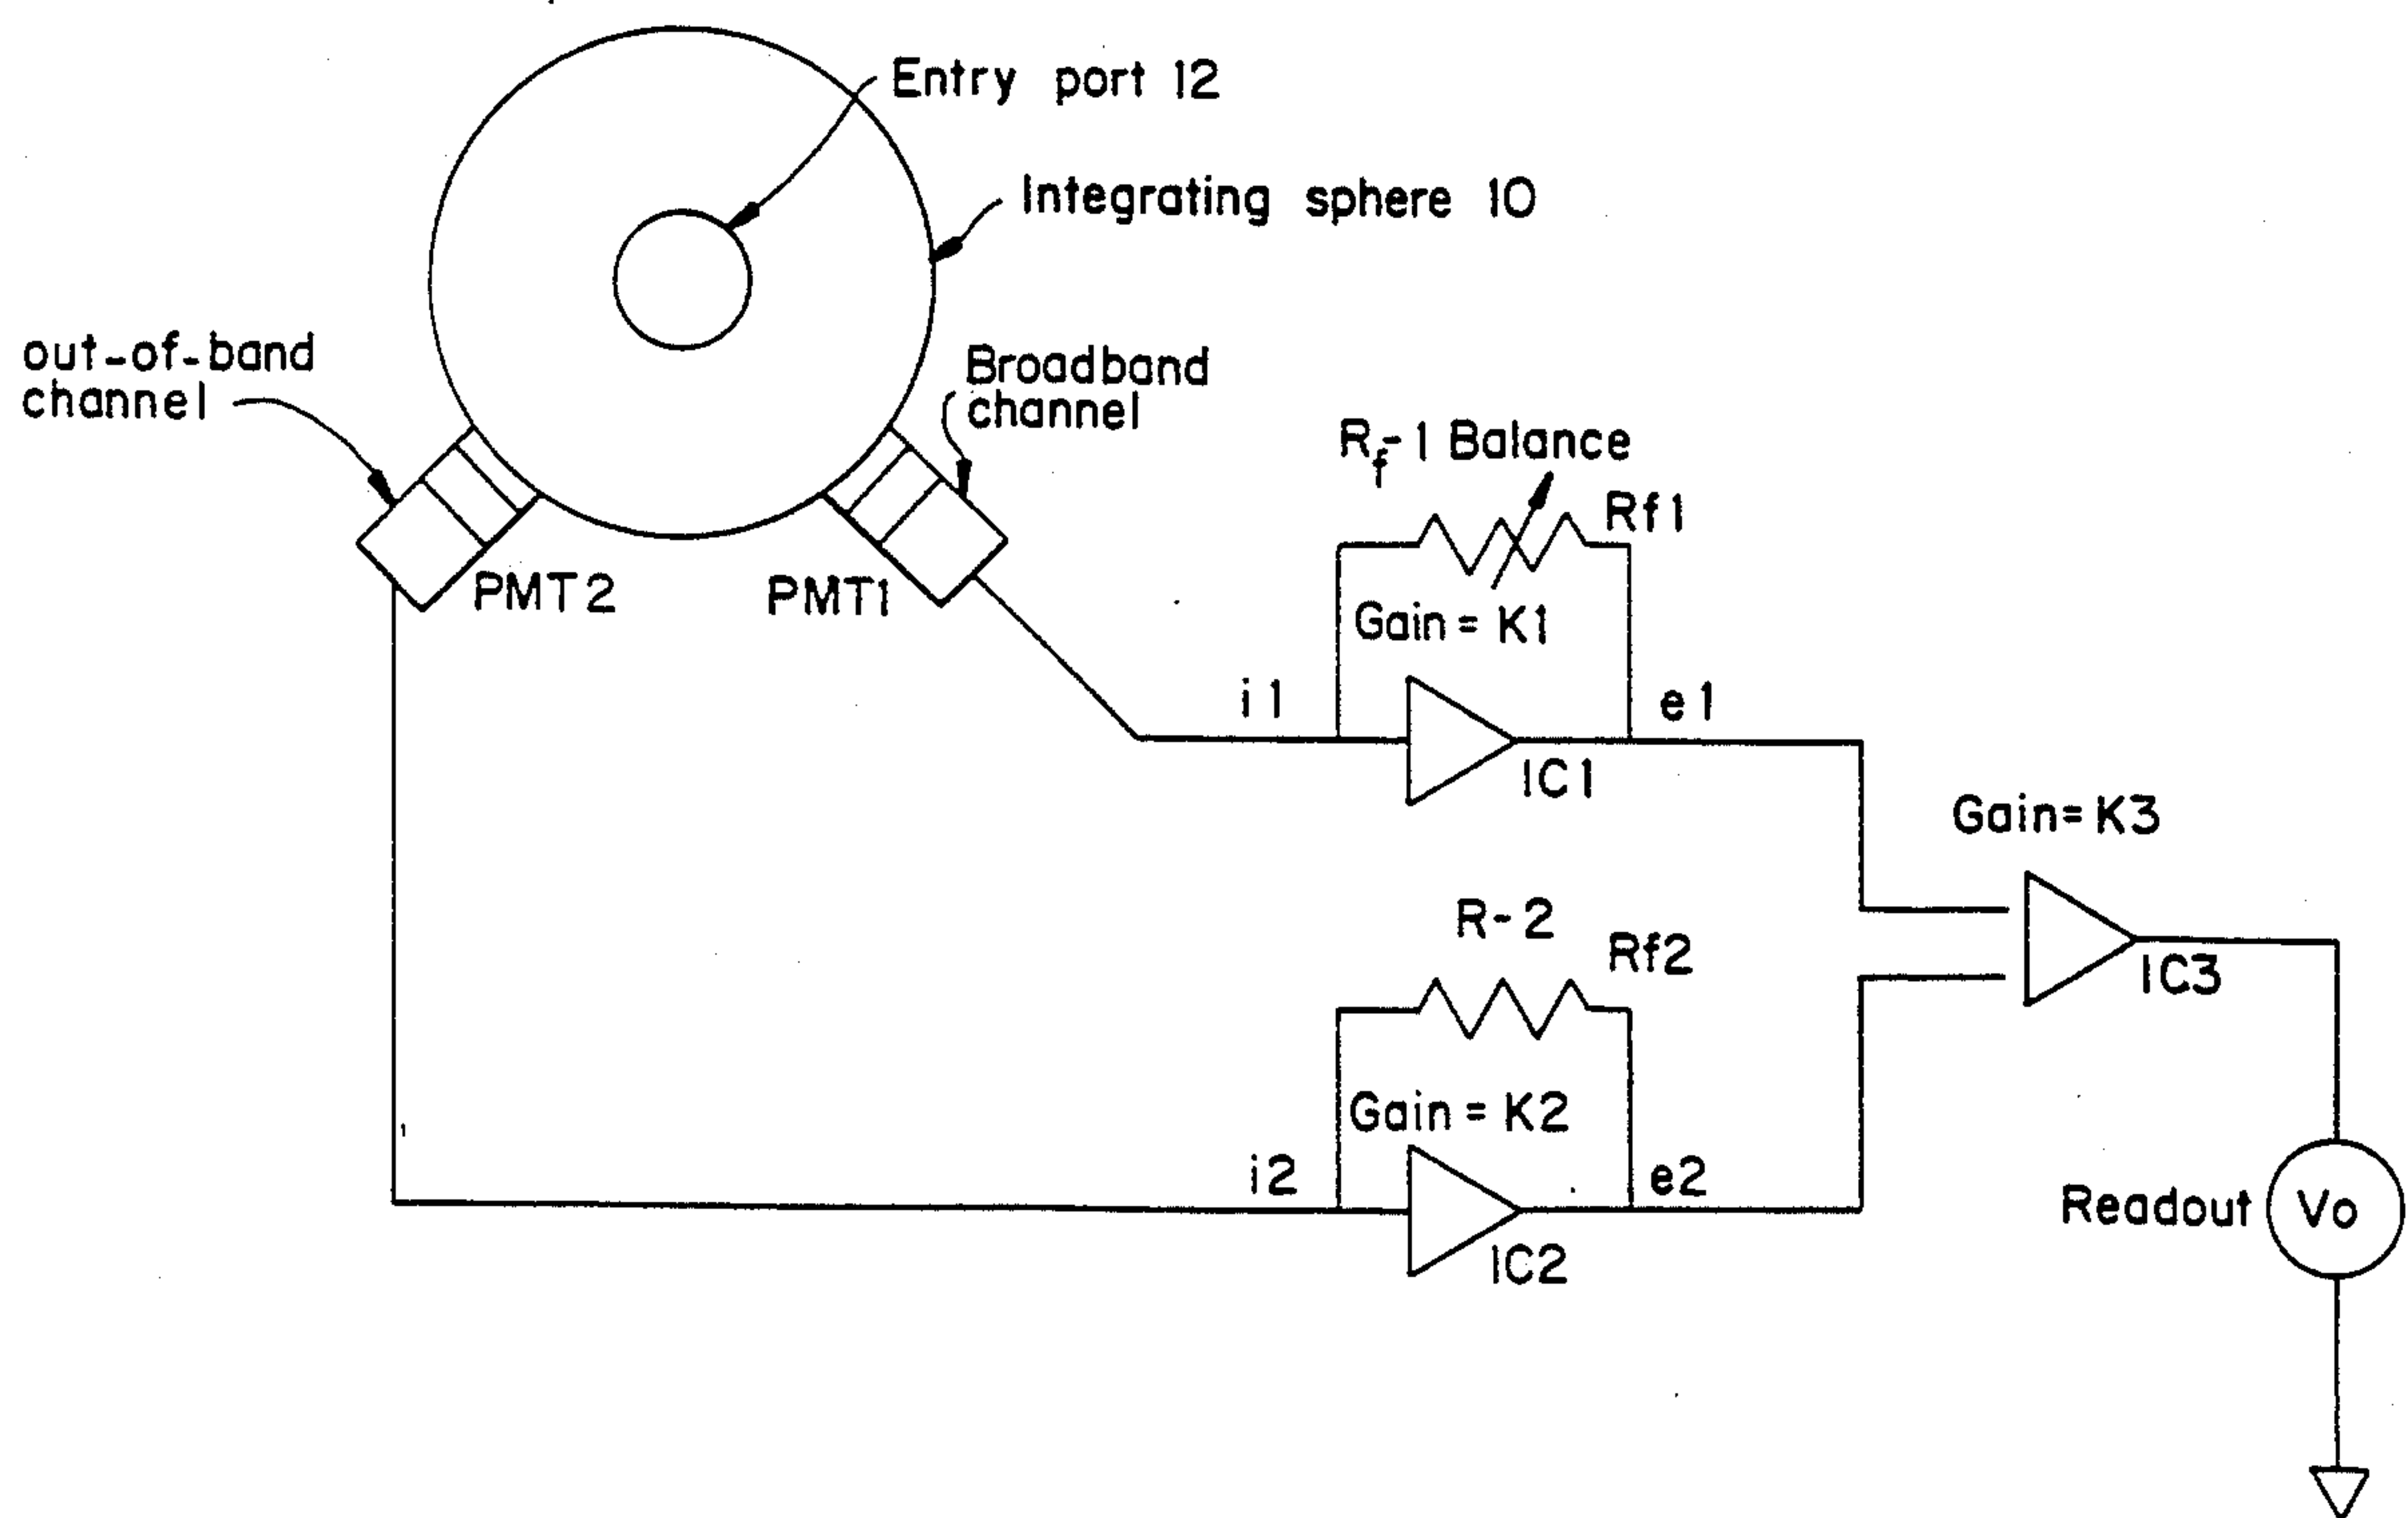 Entry port 12
Integrating sphere 10
out-of-band
channel
Broadband
channel
Rf-1 Balance
Rf1
PMT2
PMT1
Gain = K1
i1
e1
IC1
Gain=K3
R-2
Rf2
IC3
Gain = K2
i2
e2
Readout
Vo
IC2